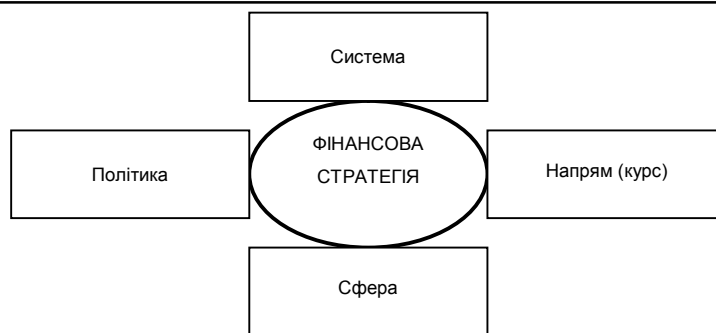 Система
ФІНАНСОВА
СТРАТЕГІЯ
Політика
Напрям (курс)
Сфера